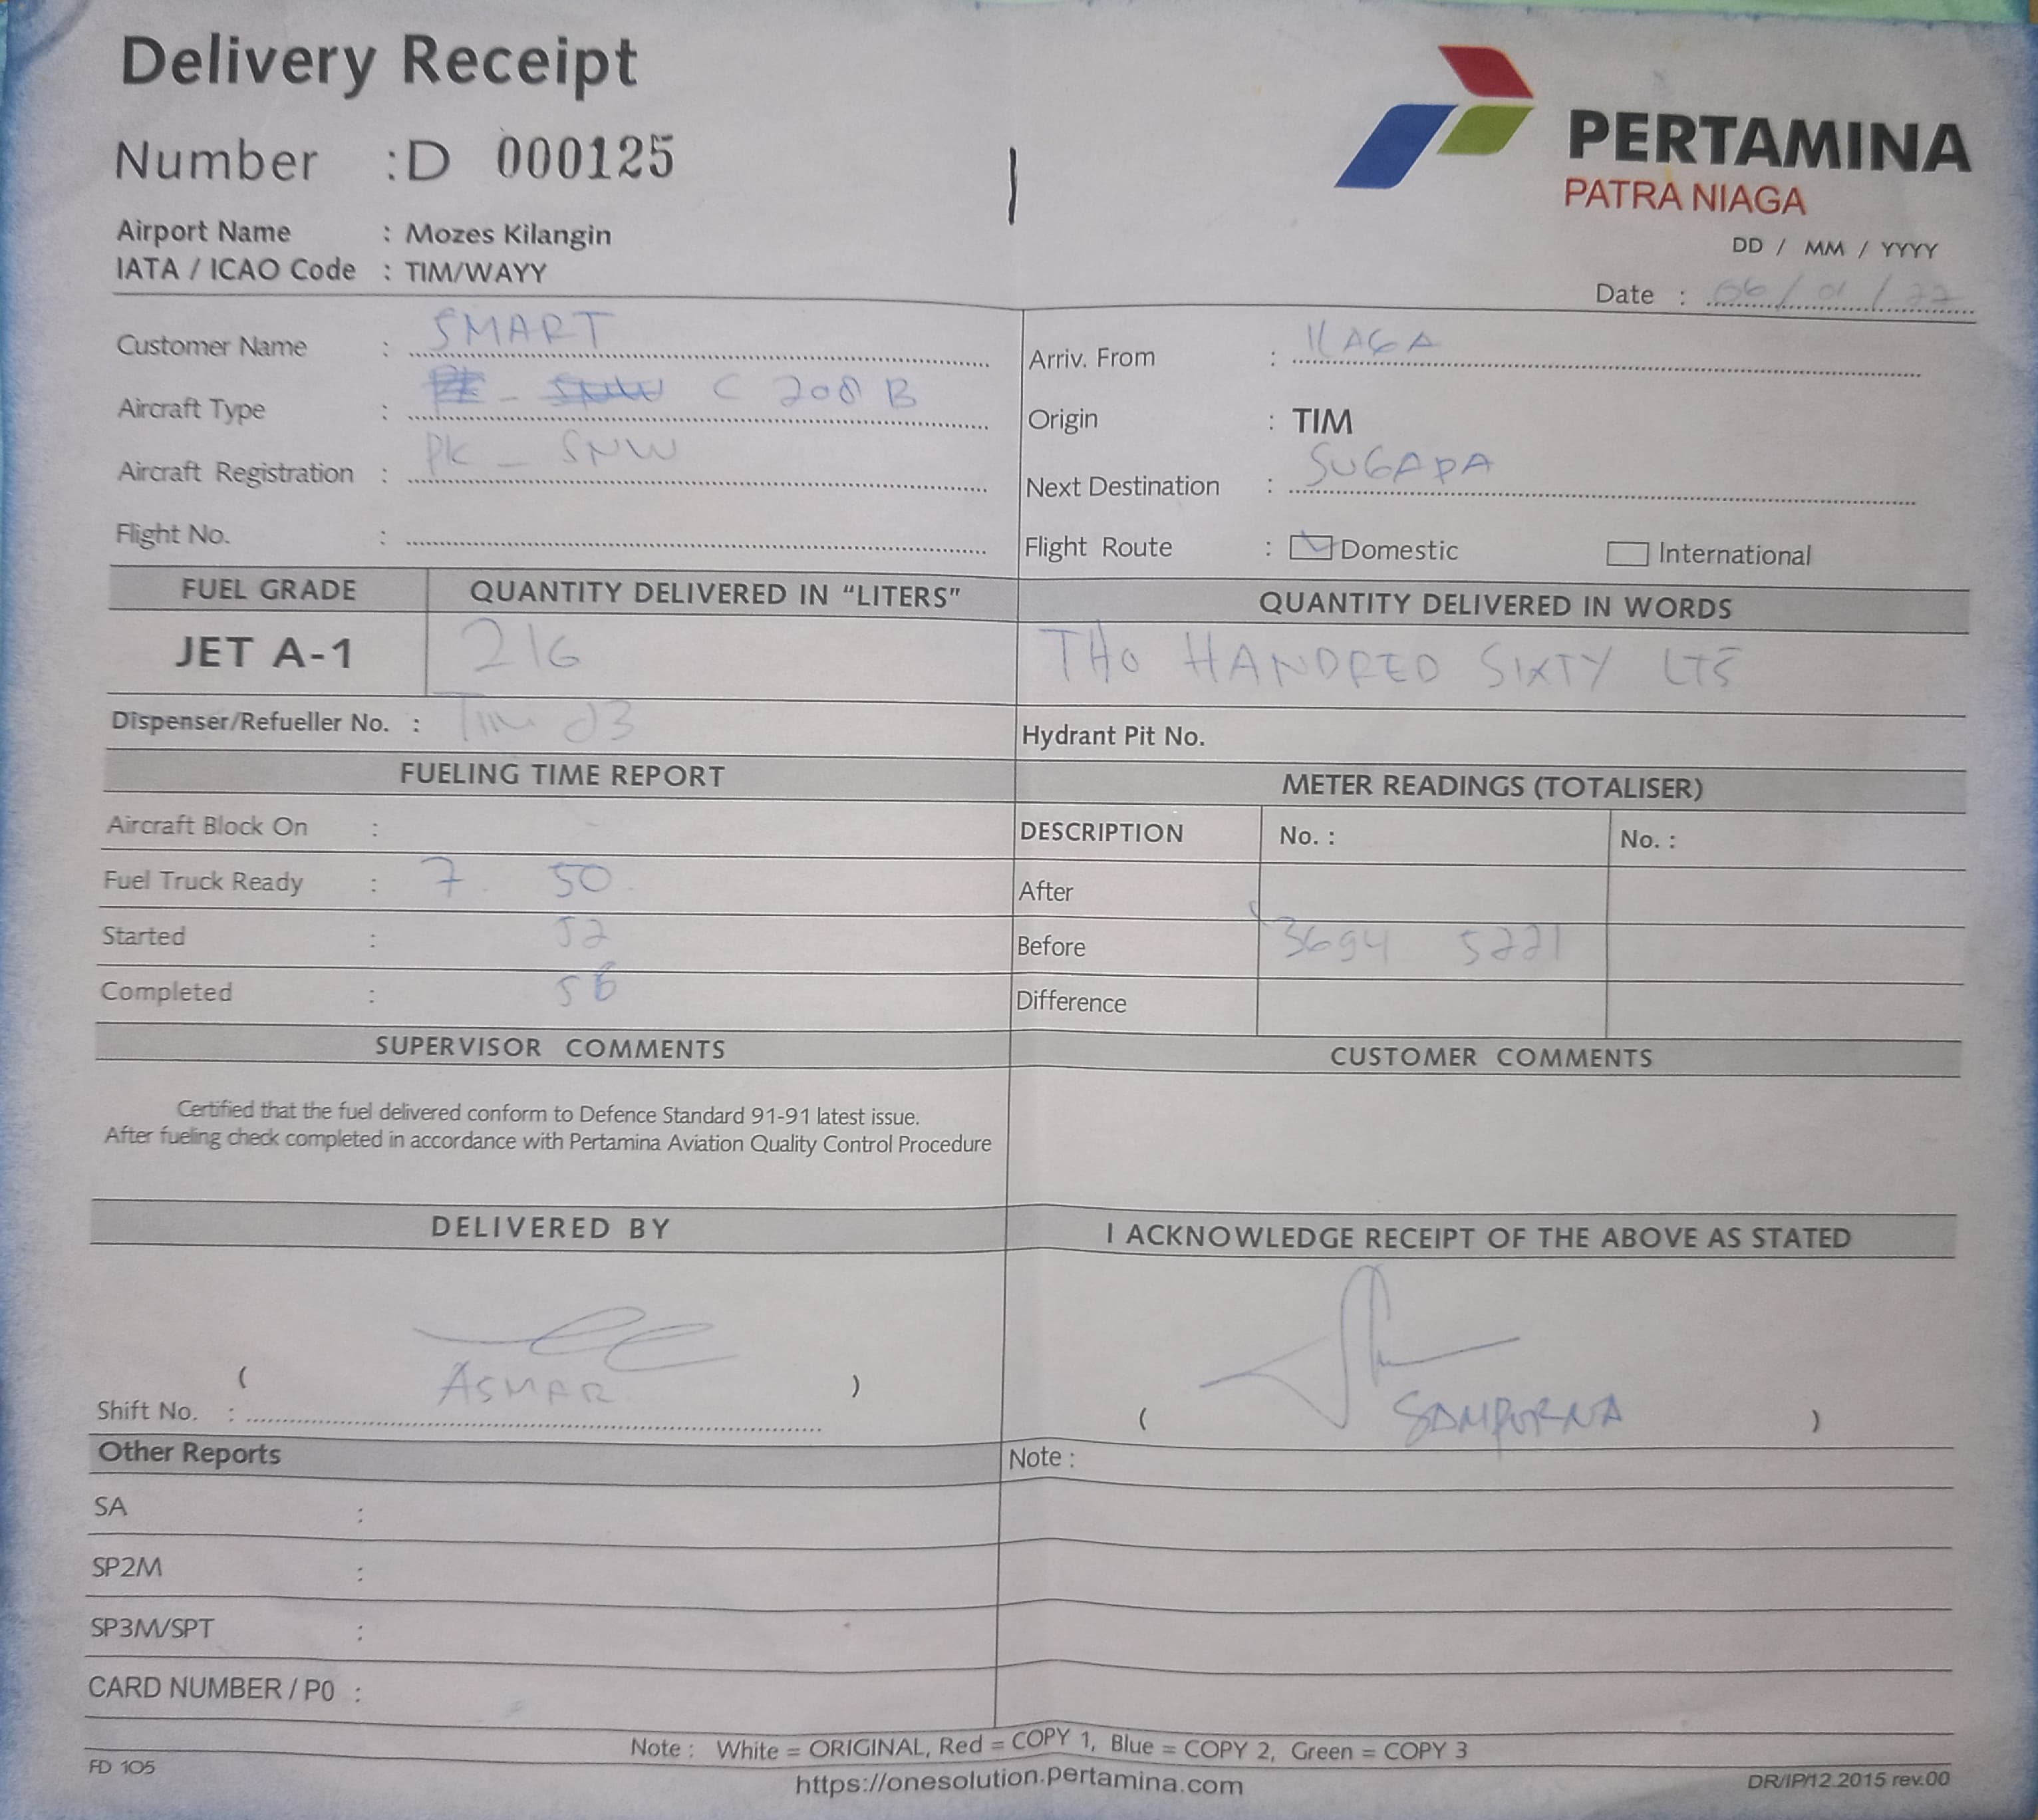 Delivery Receipt
Number : D 000125
PERTAMINA
PATRA NIAGA
Airport Name : Mozes Kilangin
IATA / ICAO Code : TIM/WAYY
DD / MM / YYYY
Date : 06/01/22
Customer Name : SMART
Aircraft Type : C 208 B
Aircraft Registration : PK - SNW
Flight No. :
Arriv. From : ILAGA
Origin : TIM
Next Destination : SUGAPA
Flight Route : Domestic International
FUEL GRADE QUANTITY DELIVERED IN "LITERS" QUANTITY DELIVERED IN WORDS
JET A-1 216 THO HANDRED SIXTY LTS
Dispenser/Refueller No. : TIM 03 Hydrant Pit No.
FUELING TIME REPORT
Aircraft Block On :
Fuel Truck Ready : 7. 50.
Started : 52
Completed : 56
METER READINGS (TOTALISER)
DESCRIPTION No. : No. :
After
Before 3694 5221
Difference
SUPERVISOR COMMENTS
Certified that the fuel delivered conform to Defence Standard 91-91 latest issue.
After fueling check completed in accordance with Pertamina Aviation Quality Control Procedure
CUSTOMER COMMENTS
DELIVERED BY
( ASMAR )
Shift No. :
I ACKNOWLEDGE RECEIPT OF THE ABOVE AS STATED
( SAMPURNA )
Other Reports
SA :
SP2M :
SP3M/SPT :
CARD NUMBER / P0 :
Note :
Note : White = ORIGINAL, Red = COPY 1, Blue = COPY 2, Green = COPY 3
FD 105
https://onesolution.pertamina.com
DR/IP/12.2015 rev.00